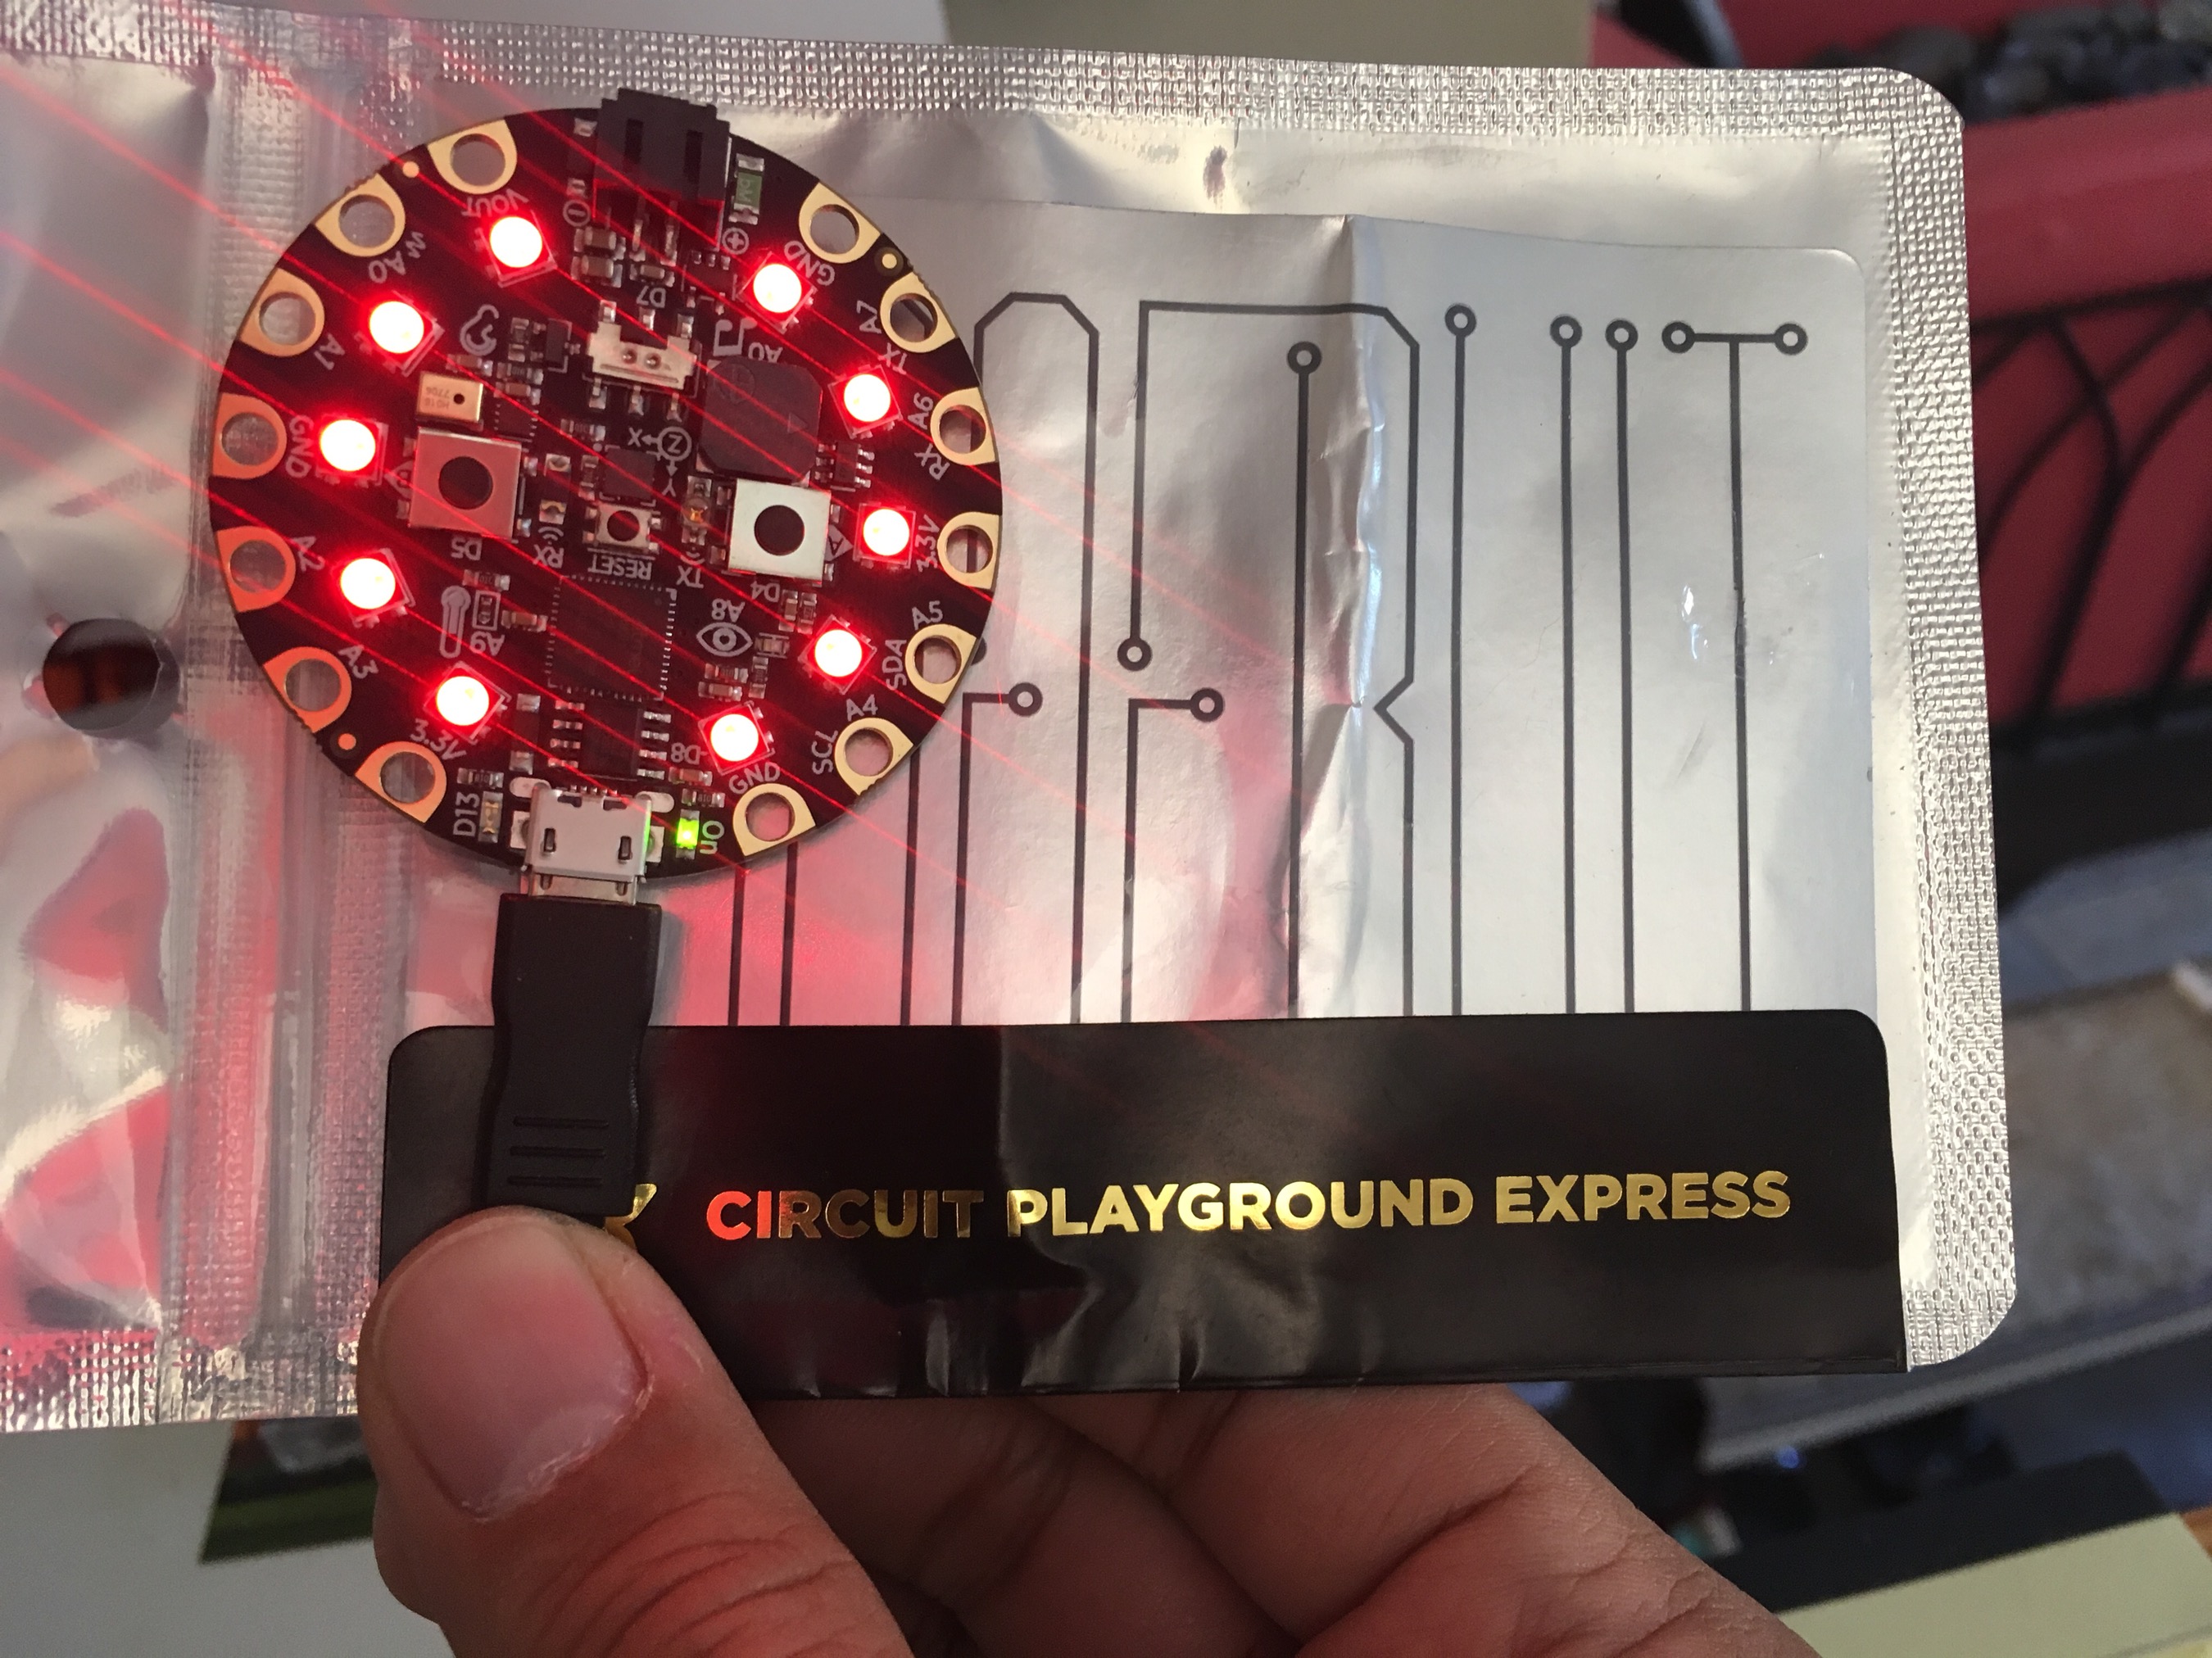 VOUT
GND
A0
A7
TX
D7
A0
A1
A6
RX
GND
X
Z
Y
3.3V
D5
RX
RESET
TX
D4
A2
A8
A5
SDA
A9
A3
A4
SCL
3.3V
D8
GND
D13
On
CIRCUIT PLAYGROUND EXPRESS